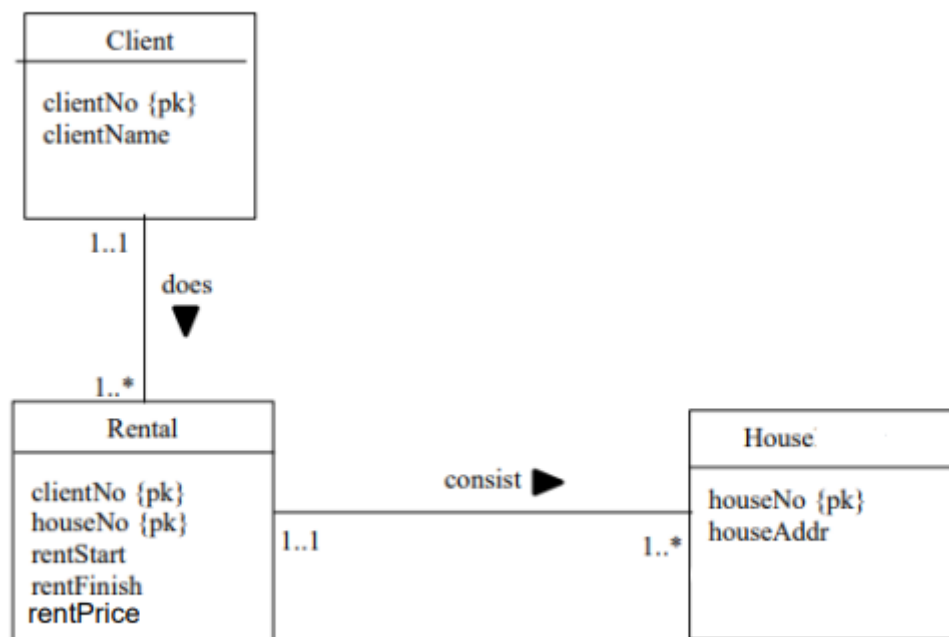 Client
clientNo {pk}
clientName
1..1
does
1..*
Rental
clientNo {pk}
houseNo {pk}
rentStart
rentFinish
rentPrice
consist
1..1
1..*
House
houseNo {pk}
houseAddr